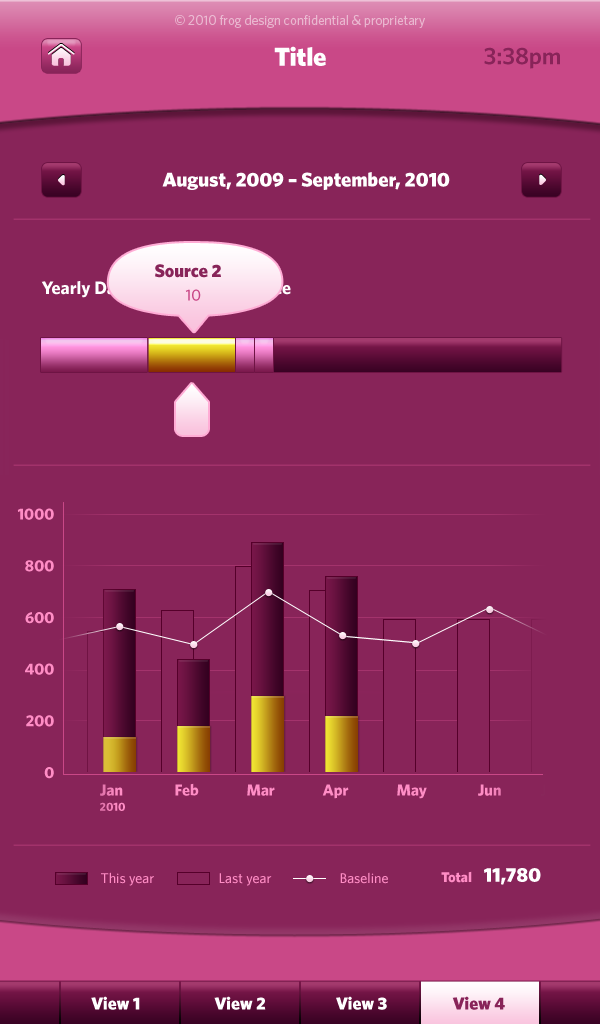 © 2010 frog design confidential & proprietary
Title
3:38pm
August, 2009 – September, 2010
Source 2
10
Yearly
1000
800
600
400
200
0
Jan Feb Mar Apr May Jun
2010
This year Last year Baseline Total 11,780
View 1 View 2 View 3 View 4